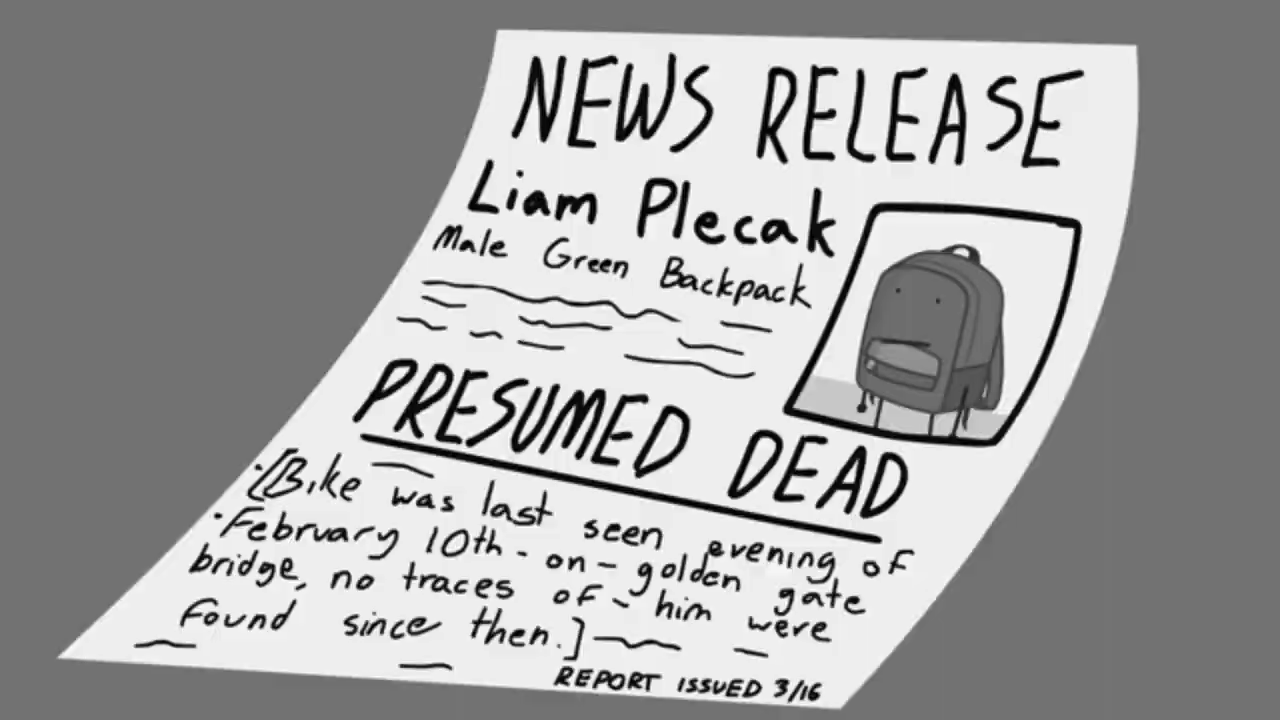 NEWS RELEASE
Liam Plecak
Male Green Backpack
PRESUMED DEAD
·[Bike was last seen evening of
·February 10th - on - golden gate
bridge, no traces of - him were
found since then.]
REPORT ISSUED 3/16